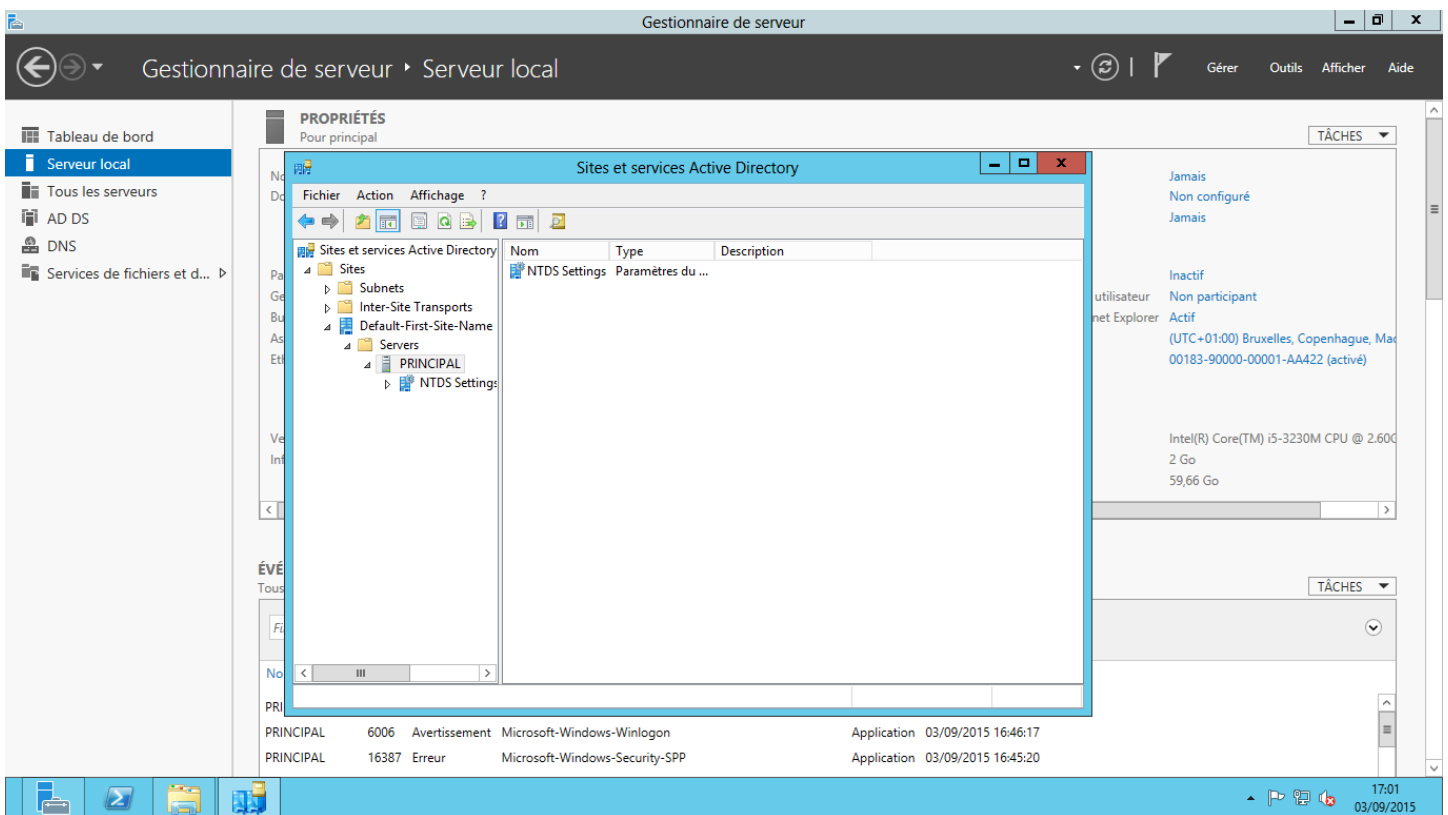 Gestionnaire de serveur
Gestionnaire de serveur ‣ Serveur local
Gérer Outils Afficher Aide
Tableau de bord
Serveur local
Tous les serveurs
AD DS
DNS
Services de fichiers et d...
PROPRIÉTÉS
Pour principal
TÂCHES
Jamais
Non configuré
Jamais
Inactif
utilisateur Non participant
net Explorer Actif
(UTC+01:00) Bruxelles, Copenhague,
00183-90000-00001-AA422 (activé)
Intel(R) Core(TM) i5-3230M CPU @
2 Go
59,66 Go
Sites et services Active Directory
Fichier Action Affichage ?
Sites et services Active Directory
Sites
Subnets
Inter-Site Transports
Default-First-Site-Name
Servers
PRINCIPAL
NTDS Settings
Nom Type Description
NTDS Settings Paramètres du ...
TÂCHES
PRINCIPAL 6006 Avertissement Microsoft-Windows-Winlogon Application 03/09/2015 16:46:17
PRINCIPAL 16387 Erreur Microsoft-Windows-Security-SPP Application 03/09/2015 16:45:20
17:01
03/09/2015